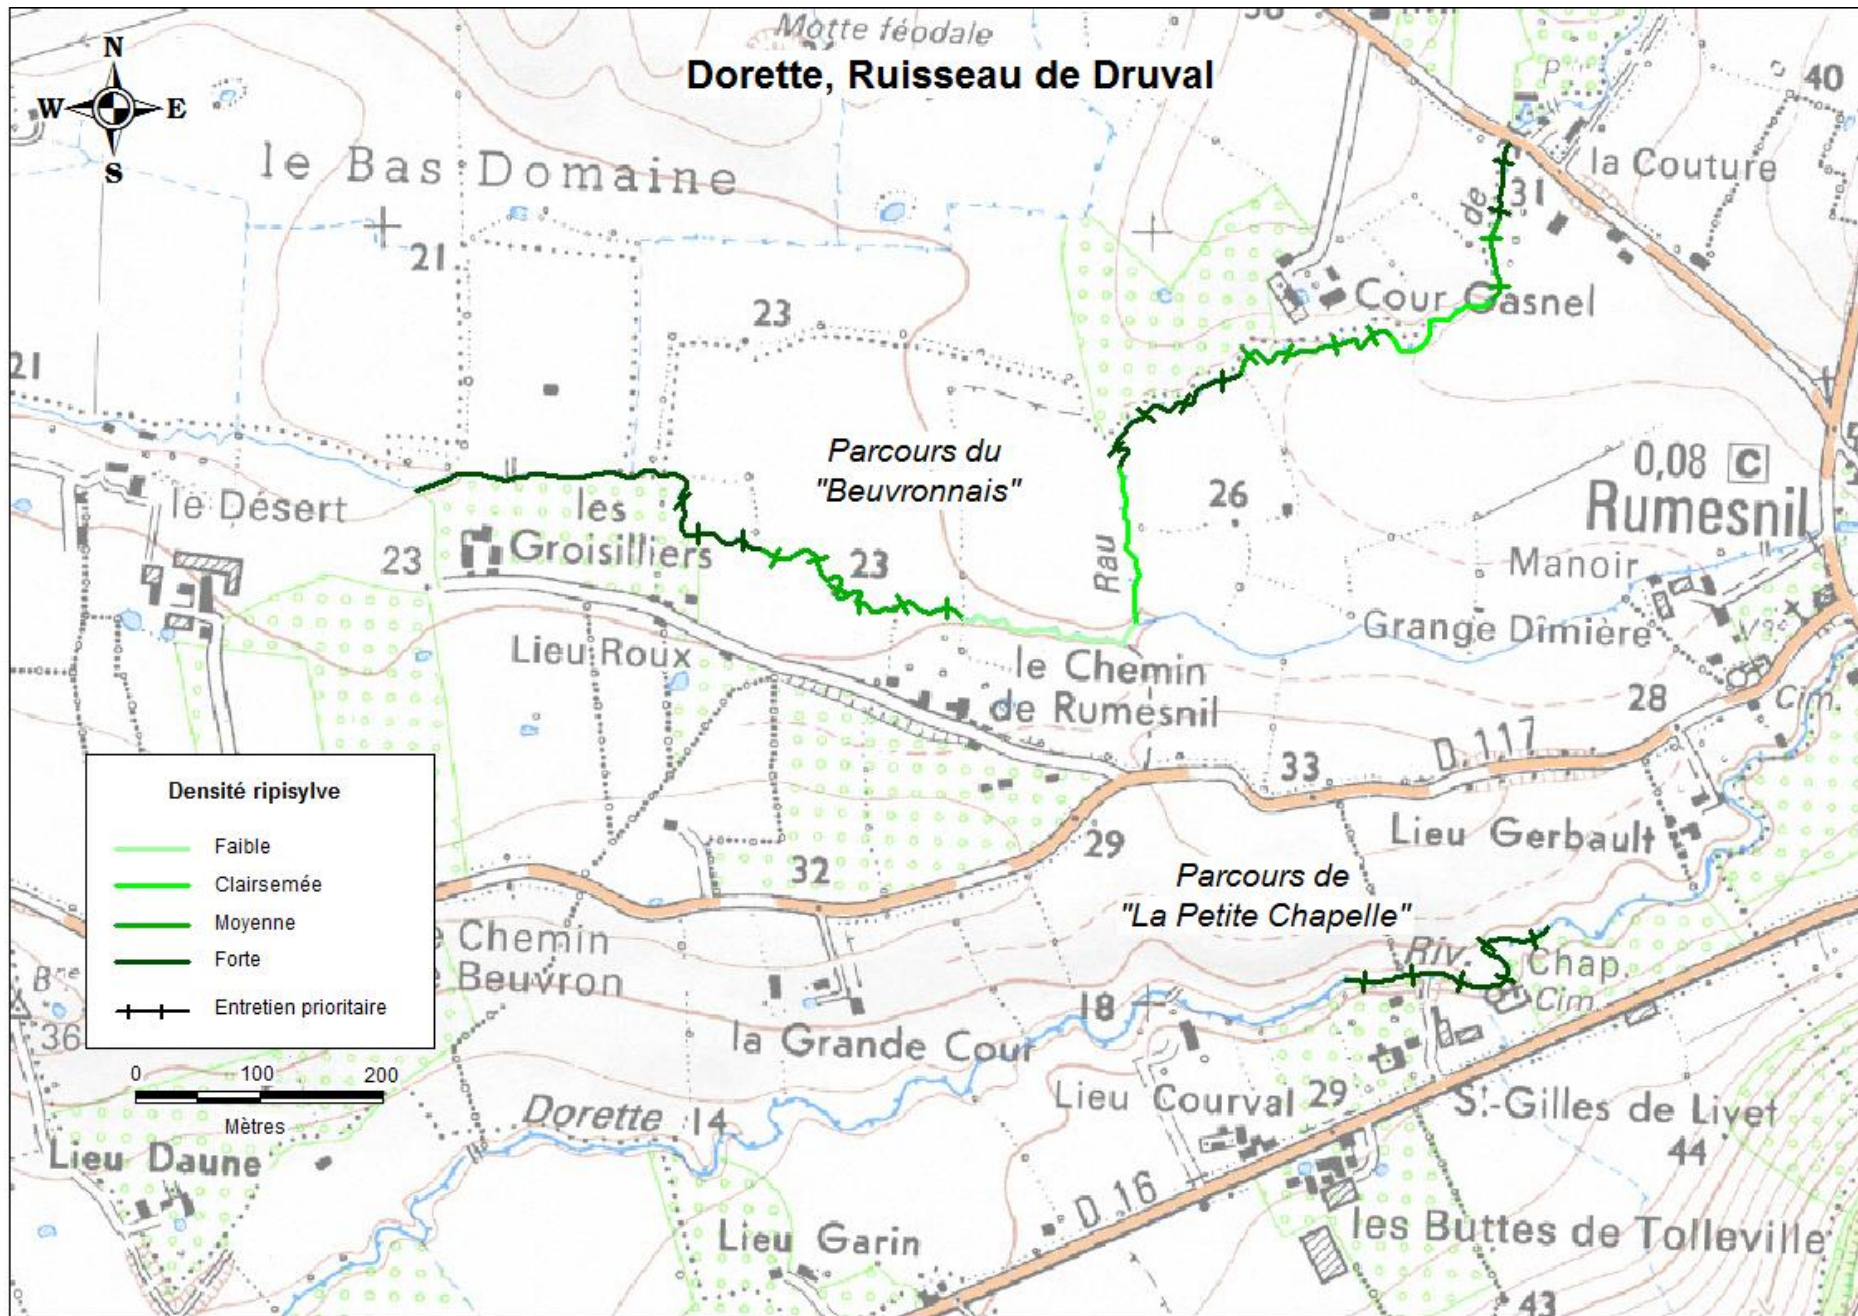 Motte féodale
Dorette, Ruisseau de Druval
N
W E
S
40
P
la Couture
le Bas Domaine
31
de
21
Cour Gasnel
23
21
Parcours du
"Beuvronnais"
0,08 C
Rumesnil
26
le Désert
les
Groisilliers
23
23
Rau
Manoir
Grange Dîmière
Lieu Roux
le Chemin
de Rumesnil
28
Cim.
D 117
33
Densité ripisylve
Faible
Clairsemée
Moyenne
Forte
Entretien prioritaire
29
Lieu Gerbault
32
Parcours de
"La Petite Chapelle"
Chemin
Beuvron
Riv.
Chap.
Cim.
Bne
36
18
la Grande Cour
0 100 200
Mètres
Lieu Courval
29
St-Gilles de Livet
Dorette
14
44
Lieu Daune
D 16
Lieu Garin
les Buttes de Tolleville
43